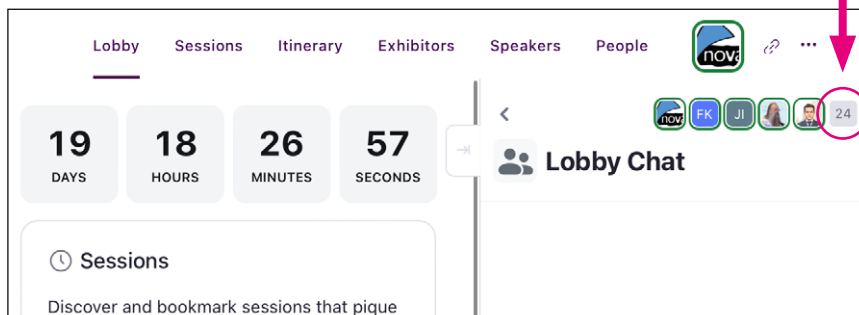 Lobby Sessions Itinerary Exhibitors Speakers People nova
19 18 26 57
DAYS HOURS MINUTES SECONDS
nova FK JI 24
Lobby Chat
Sessions
Discover and bookmark sessions that pique